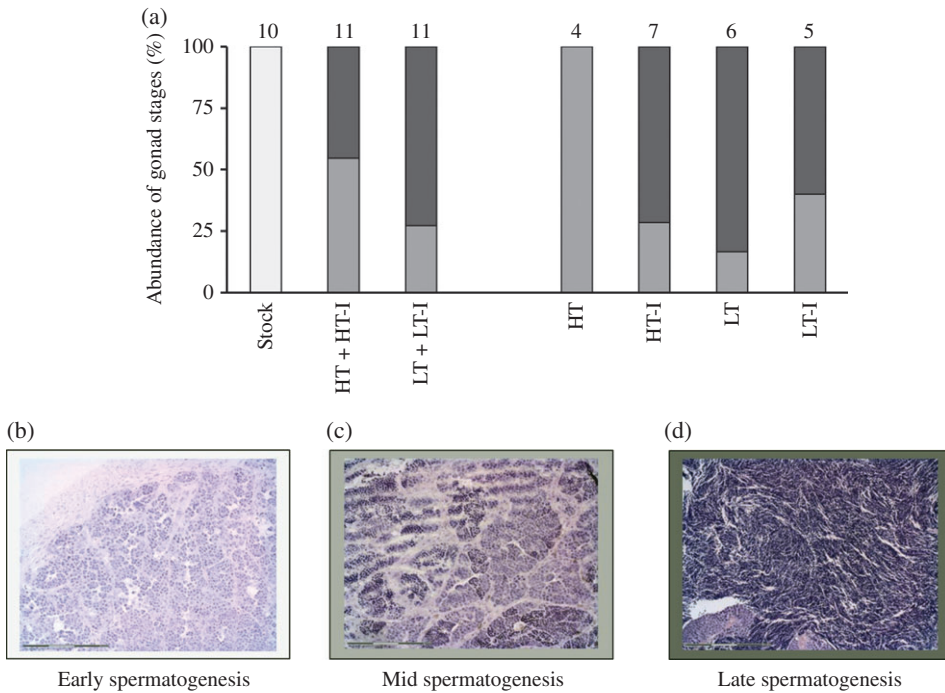 (a)
10 11 11 4 7 6 5
Abundance of gonad stages (%)
100
75
50
25
0
Stock
HT + HT-I
LT + LT-I
HT
HT-I
LT
LT-I
(b)
(c)
(d)
Early spermatogenesis
Mid spermatogenesis
Late spermatogenesis